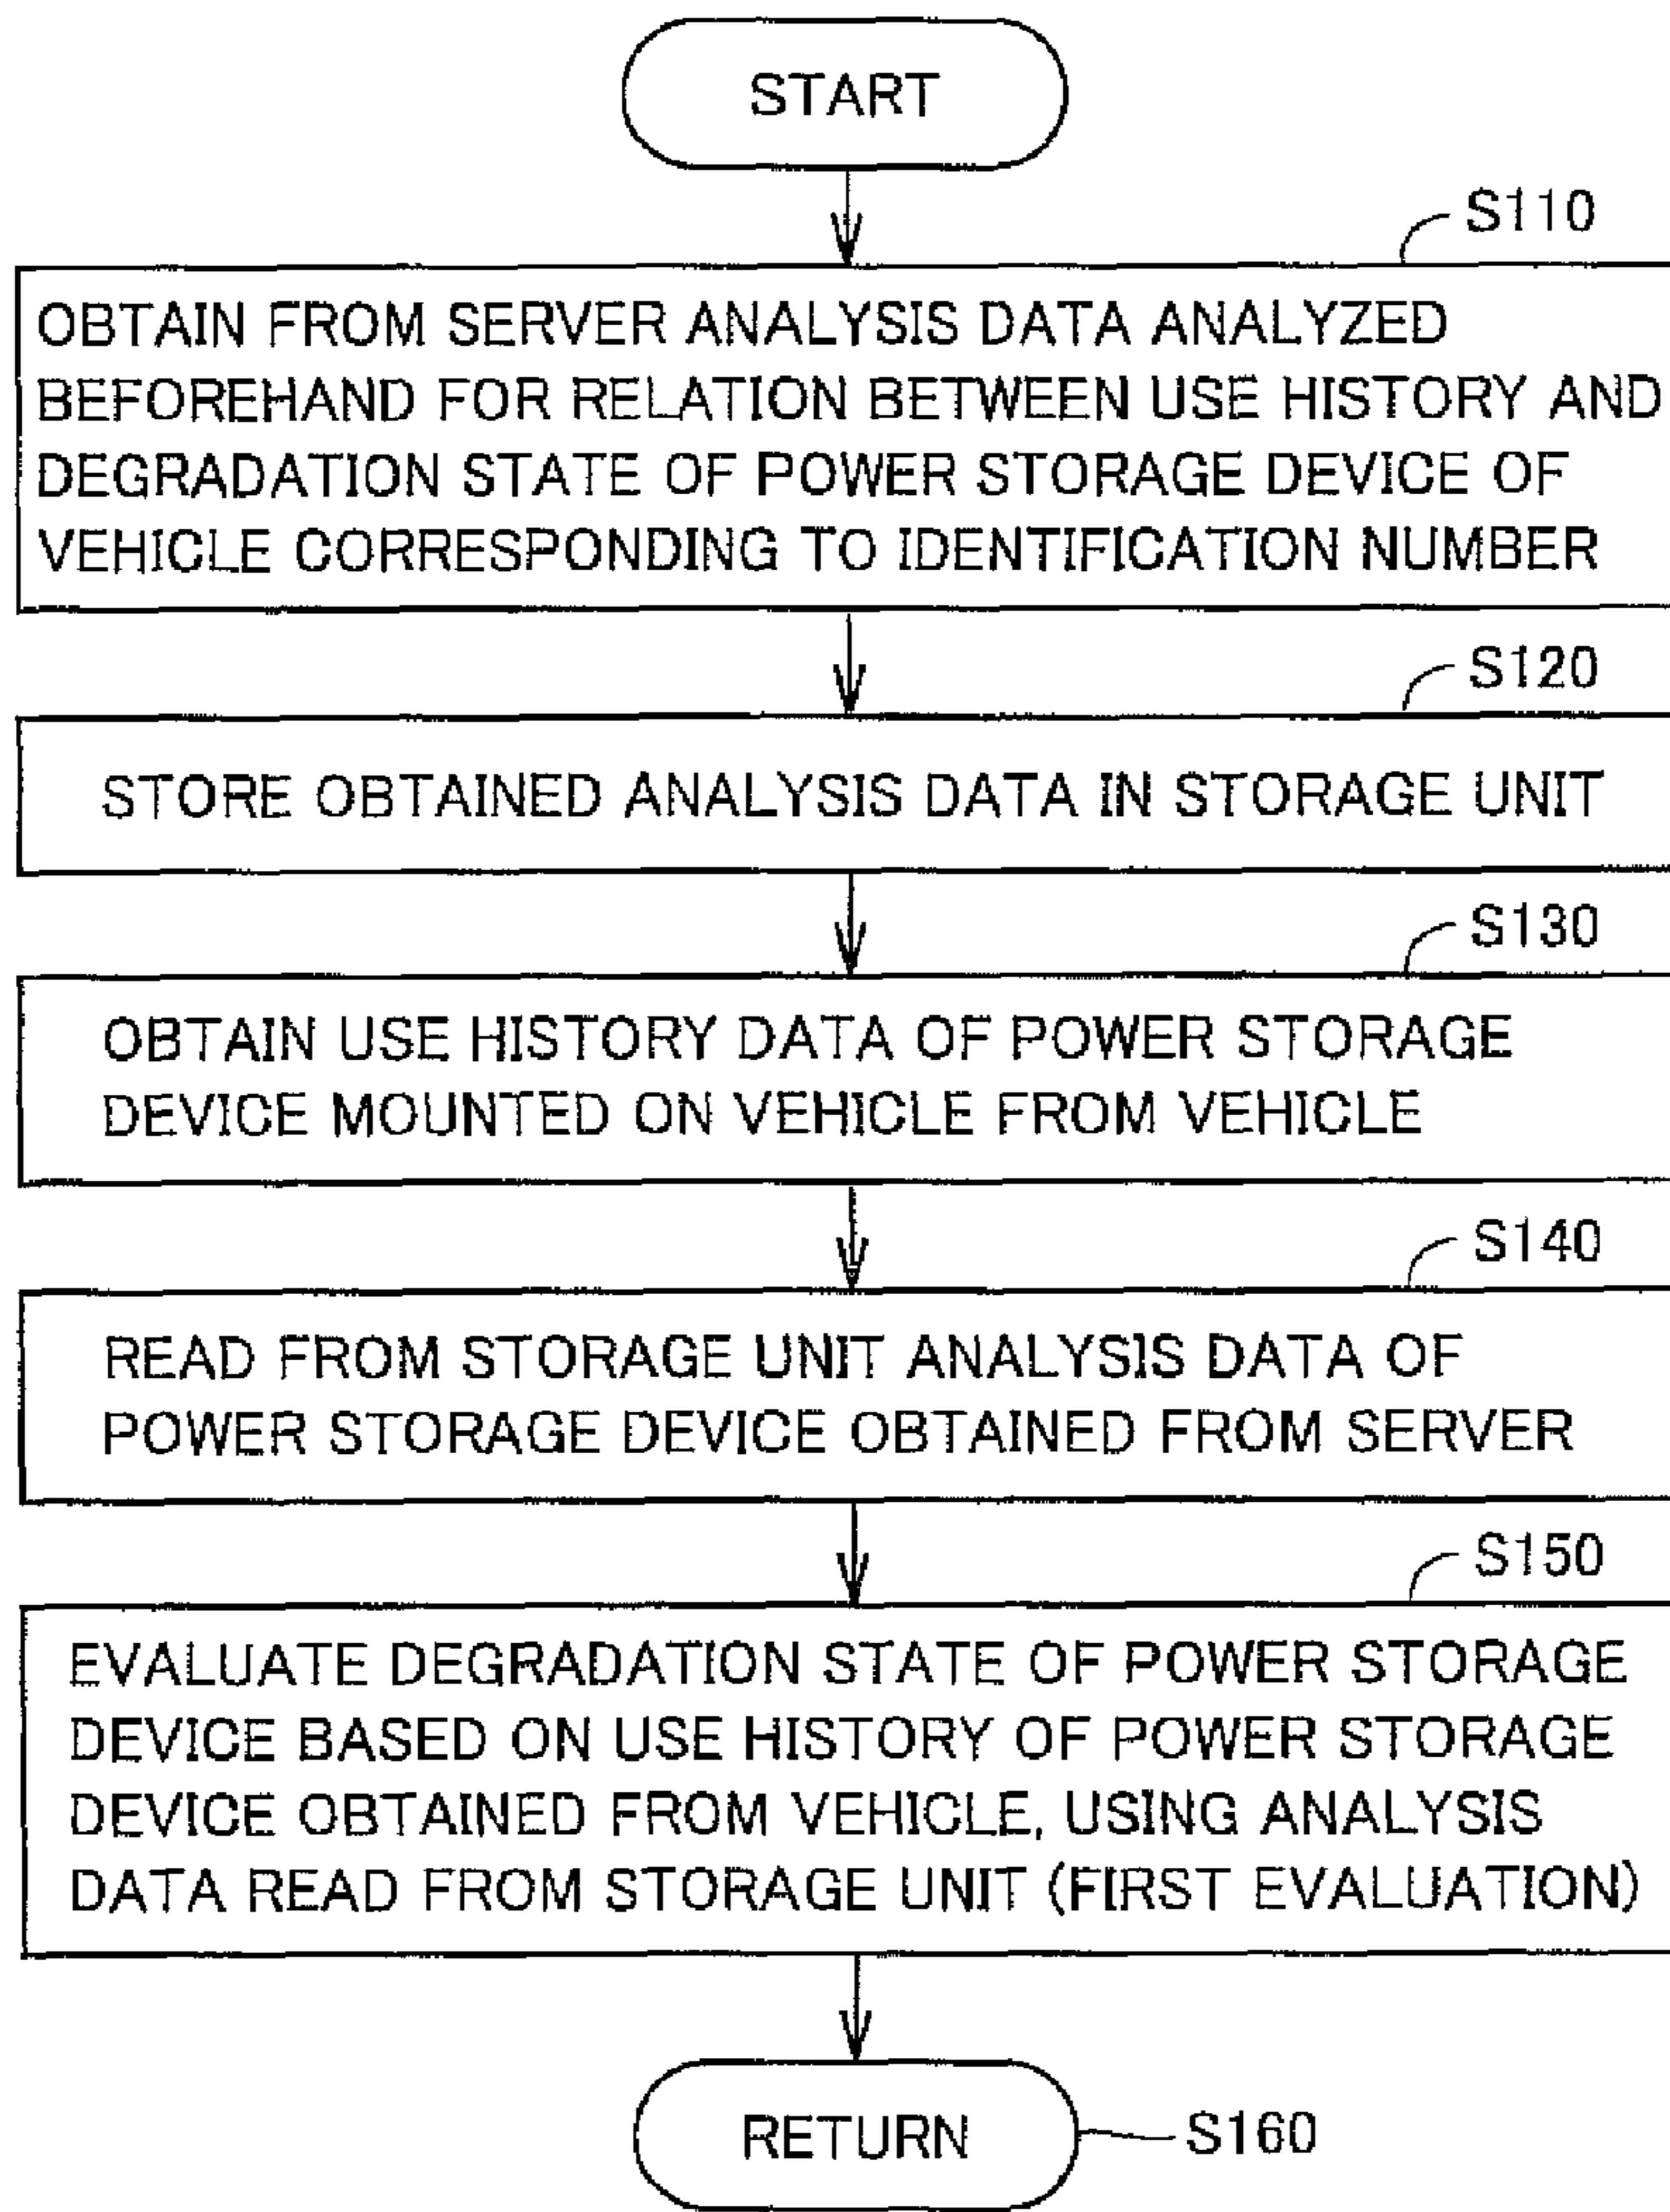 START
S110
OBTAIN FROM SERVER ANALYSIS DATA ANALYZED
BEFOREHAND FOR RELATION BETWEEN USE HISTORY AND
DEGRADATION STATE OF POWER STORAGE DEVICE OF
VEHICLE CORRESPONDING TO IDENTIFICATION NUMBER
S120
STORE OBTAINED ANALYSIS DATA IN STORAGE UNIT
S130
OBTAIN USE HISTORY DATA OF POWER STORAGE
DEVICE MOUNTED ON VEHICLE FROM VEHICLE
S140
READ FROM STORAGE UNIT ANALYSIS DATA OF
POWER STORAGE DEVICE OBTAINED FROM SERVER
S150
EVALUATE DEGRADATION STATE OF POWER STORAGE
DEVICE BASED ON USE HISTORY OF POWER STORAGE
DEVICE OBTAINED FROM VEHICLE, USING ANALYSIS
DATA READ FROM STORAGE UNIT (FIRST EVALUATION)
RETURN
S160